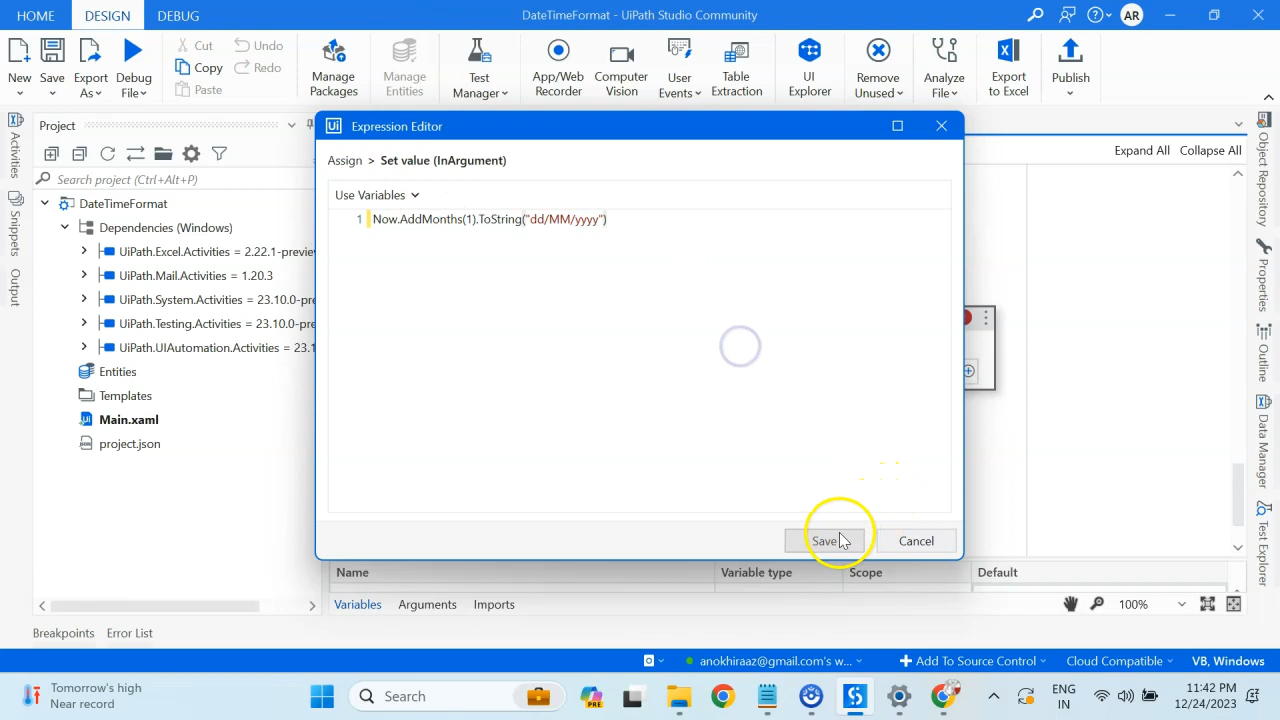 HOME DESIGN DEBUG DateTimeFormat - UiPath Studio Community AR
New Save Export As Debug File
Cut Copy Paste Undo Redo
Manage Packages
Manage Entities
Test Manager
App/Web Recorder
Computer Vision
User Events
Table Extraction
UI Explorer
Remove Unused
Analyze File
Export to Excel
Publish
Project
Expression Editor
Expand All Collapse All
Assign > Set value (InArgument)
Search project (Ctrl+Alt+P)
Use Variables
DateTimeFormat
1 Now.AddMonths(1).ToString("dd/MM/yyyy")
Dependencies (Windows)
UiPath.Excel.Activities = 2.22.1-preview
UiPath.Mail.Activities = 1.20.3
UiPath.System.Activities = 23.10.0-pre
UiPath.Testing.Activities = 23.10.0-pre
UiPath.UIAutomation.Activities = 23.1
Entities
Templates
Main.xaml
project.json
Activities
Snippets
Output
Object Repository
Properties
Outline
Data Manager
Test Explorer
Save Cancel
Name Variable type Scope Default
Variables Arguments Imports 100%
Breakpoints Error List
anokhiraaz@gmail.com's w... Add To Source Control Cloud Compatible VB, Windows
Tomorrow's high
Near record
Search
PRE
ENG
IN
11:42 PM
12/24/2023